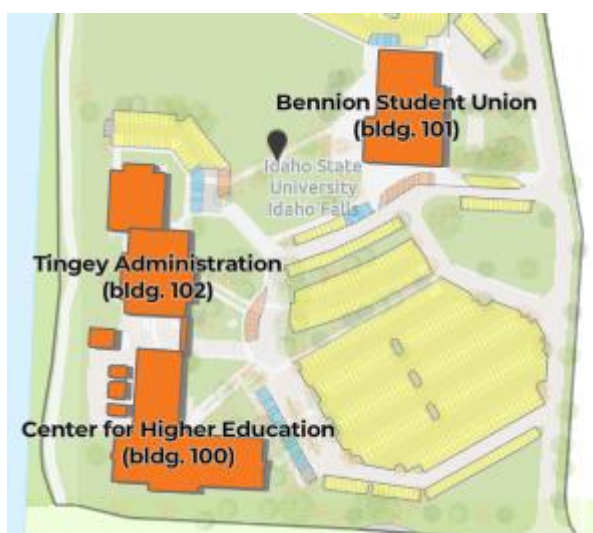 Bennion Student Union
(bldg. 101)
Idaho State
University
Idaho Falls
Tingey Administration
(bldg. 102)
Center for Higher Education
(bldg. 100)